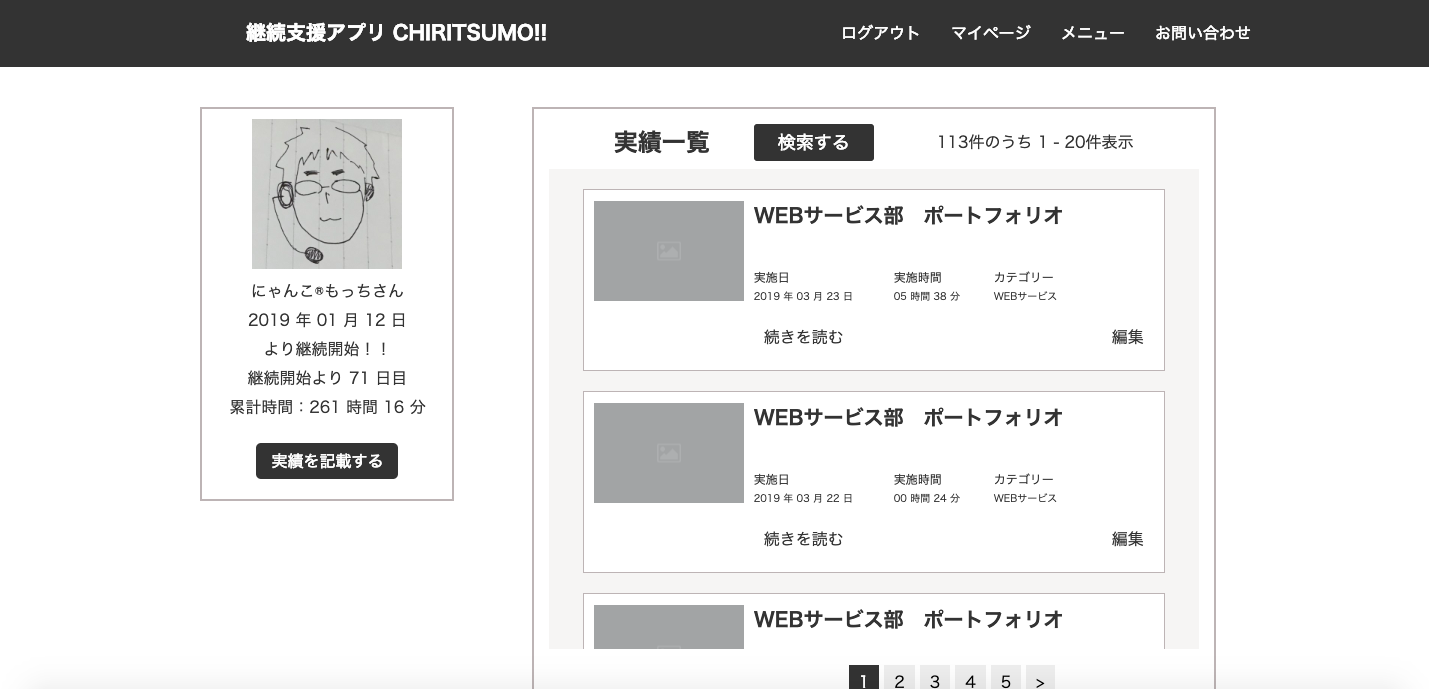 継続支援アプリ CHIRITSUMO!!
ログアウト マイページ メニュー お問い合わせ
にゃんこ®もっちさん
2019 年 01 月 12 日
より継続開始！！
継続開始より 71 日目
累計時間：261 時間 16 分
実績を記載する
実績一覧 検索する 113件のうち 1 - 20件表示
WEBサービス部　ポートフォリオ
実施日 実施時間 カテゴリー
2019 年 03 月 23 日 05 時間 38 分 WEBサービス
続きを読む 編集
WEBサービス部　ポートフォリオ
実施日 実施時間 カテゴリー
2019 年 03 月 22 日 00 時間 24 分 WEBサービス
続きを読む 編集
WEBサービス部　ポートフォリオ
1 2 3 4 5 >